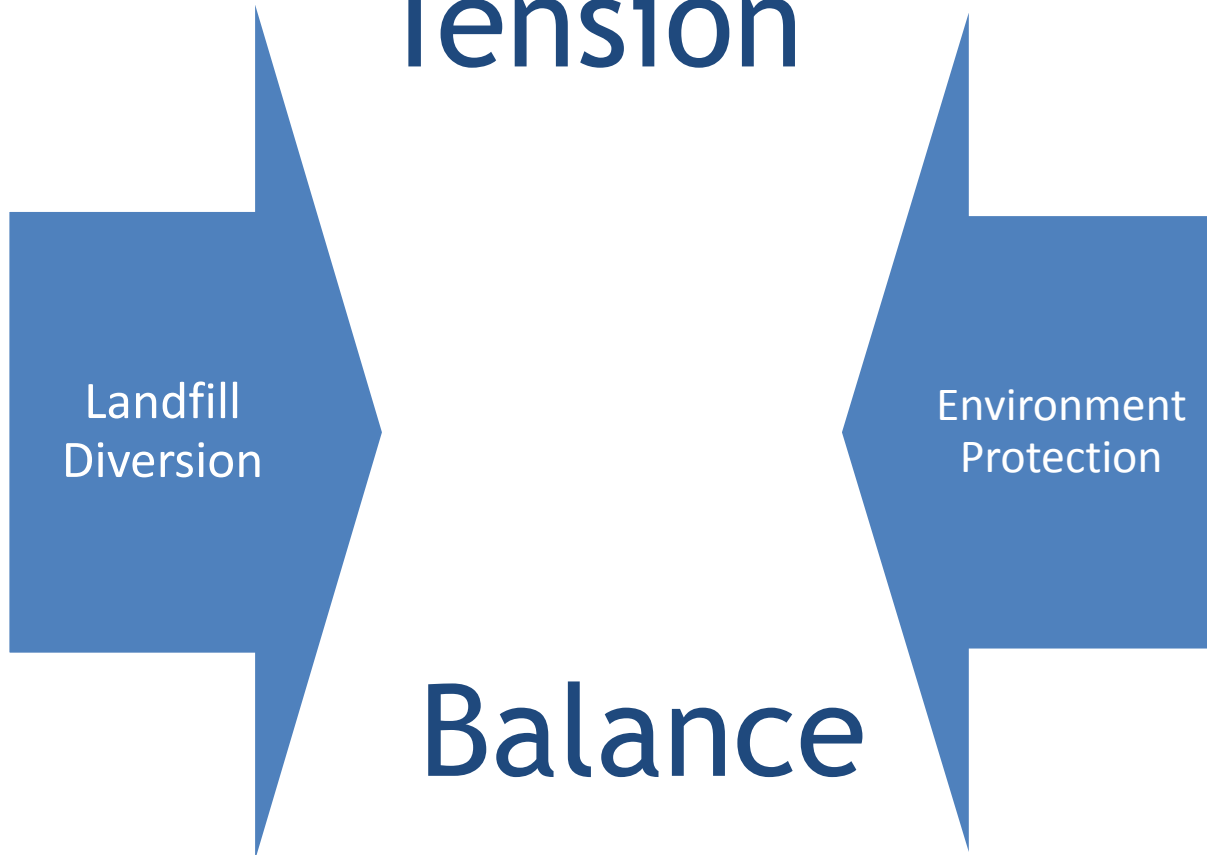 Tension
Landfill
Diversion
Environment
Protection
Balance